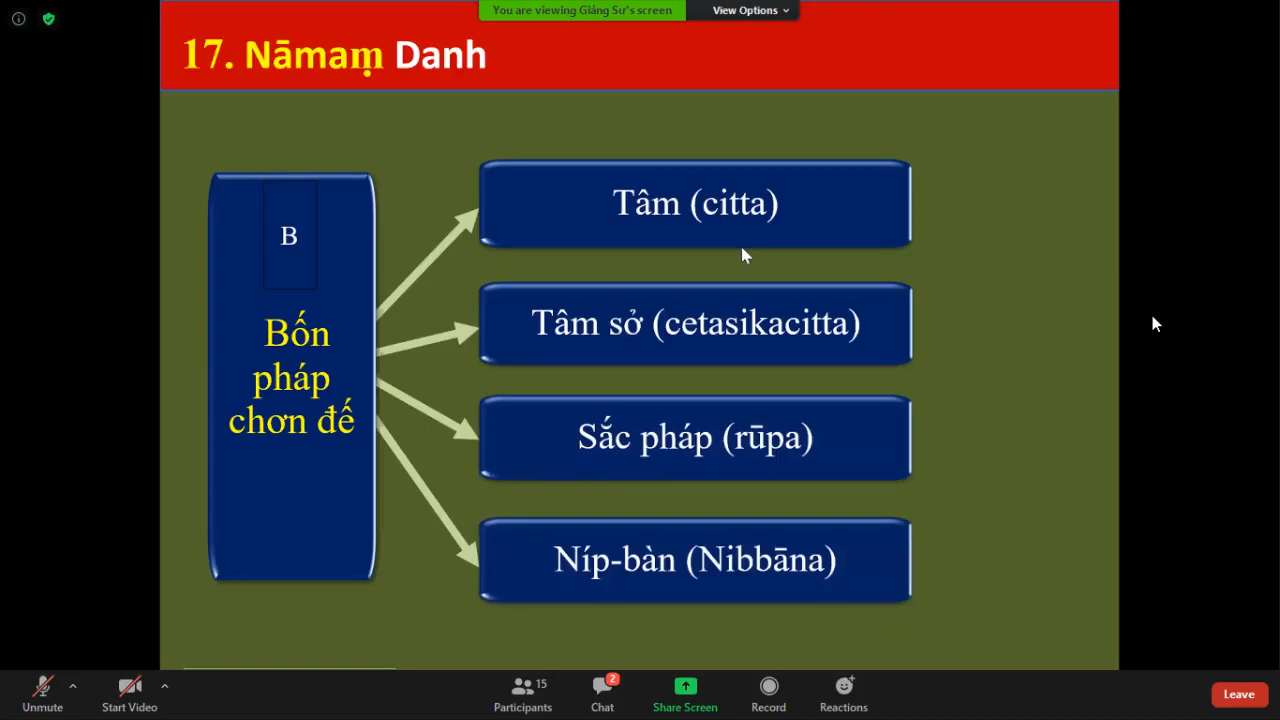 You are viewing Giảng Sư's screen
View Options
17. Nāmaṃ Danh
B
Bốn
pháp
chơn đế
Tâm (citta)
Tâm sở (cetasikacitta)
Sắc pháp (rūpa)
Níp-bàn (Nibbāna)
Unmute
Start Video
15
Participants
2
Chat
Share Screen
Record
Reactions
Leave